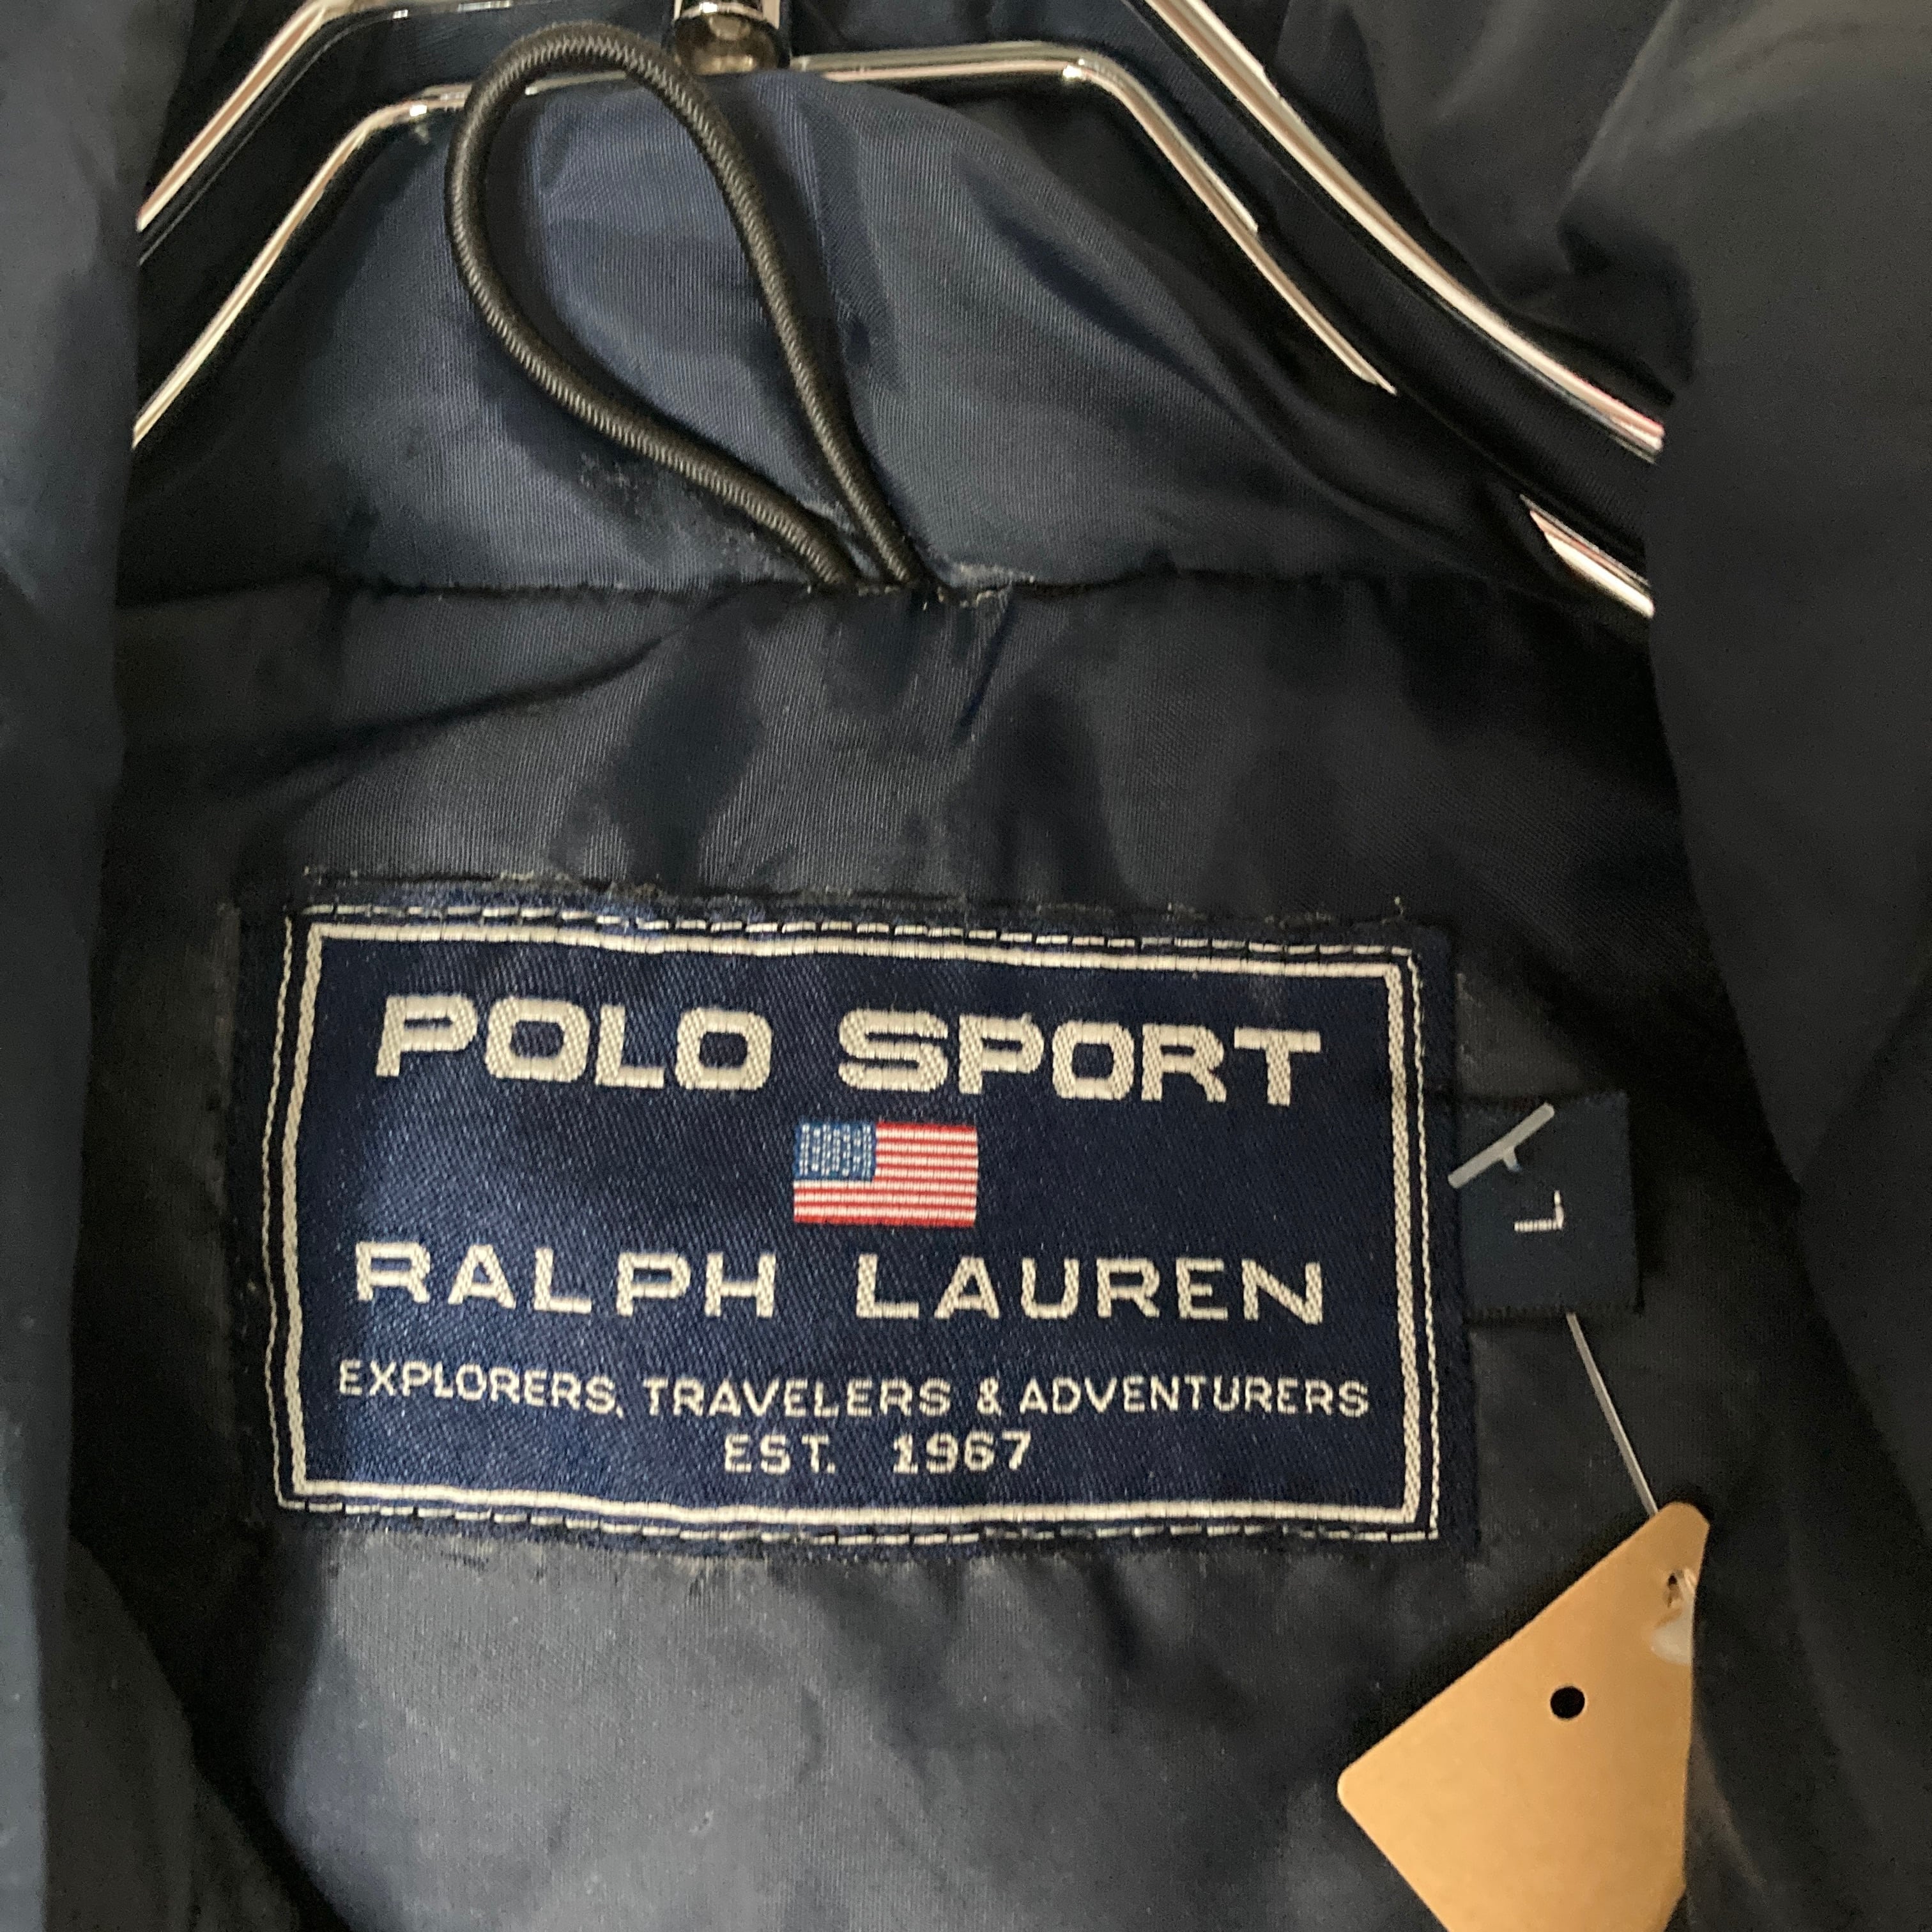 POLO SPORT
RALPH LAUREN
EXPLORERS, TRAVELERS & ADVENTURERS
EST. 1967
L